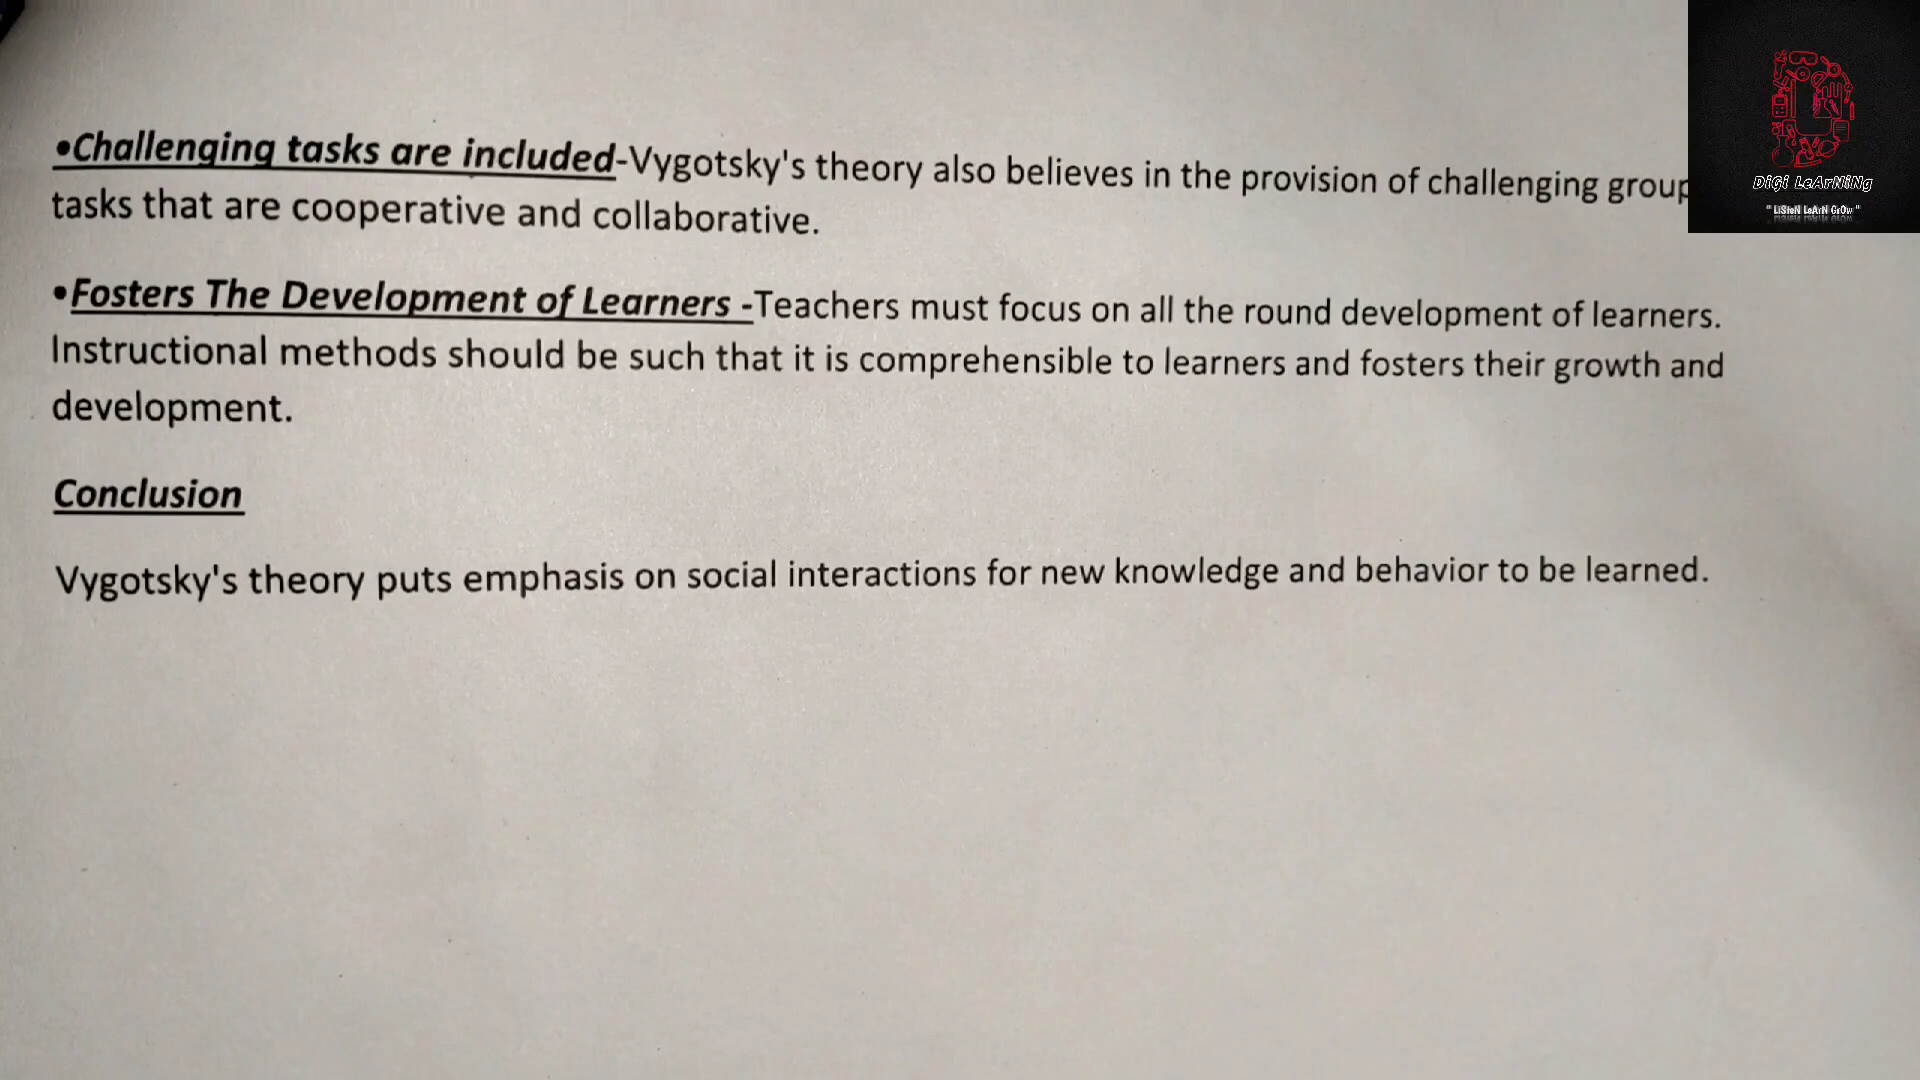 •Challenging tasks are included-Vygotsky's theory also believes in the provision of challenging group
tasks that are cooperative and collaborative.
•Fosters The Development of Learners -Teachers must focus on all the round development of learners.
Instructional methods should be such that it is comprehensible to learners and fosters their growth and
development.
Conclusion
Vygotsky's theory puts emphasis on social interactions for new knowledge and behavior to be learned.
DiGi LeArNiNg
" LiSteN LeArN GrOw "